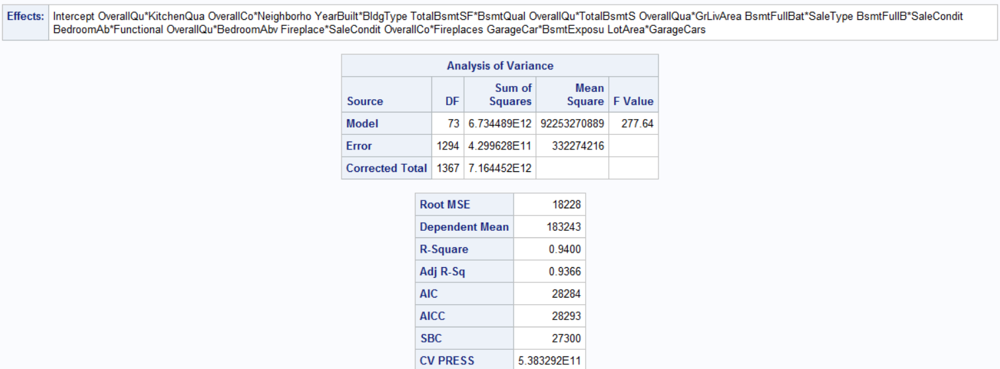 Effects: Intercept OverallQu*KitchenQua OverallCo*Neighborho YearBuilt*BldgType TotalBsmtSF*BsmtQual OverallQu*TotalBsmtS OverallQua*GrLivArea BsmtFullBat*SaleType BsmtFullB*SaleCondit
BedroomAb*Functional OverallQu*BedroomAbv Fireplace*SaleCondit OverallCo*Fireplaces GarageCar*BsmtExposu LotArea*GarageCars
Analysis of Variance
Source DF Sum of Squares Mean Square F Value
Model 73 6.734489E12 92253270889 277.64
Error 1294 4.299628E11 332274216
Corrected Total 1367 7.164452E12
Root MSE 18228
Dependent Mean 183243
R-Square 0.9400
Adj R-Sq 0.9366
AIC 28284
AICC 28293
SBC 27300
CV PRESS 5.383292E11